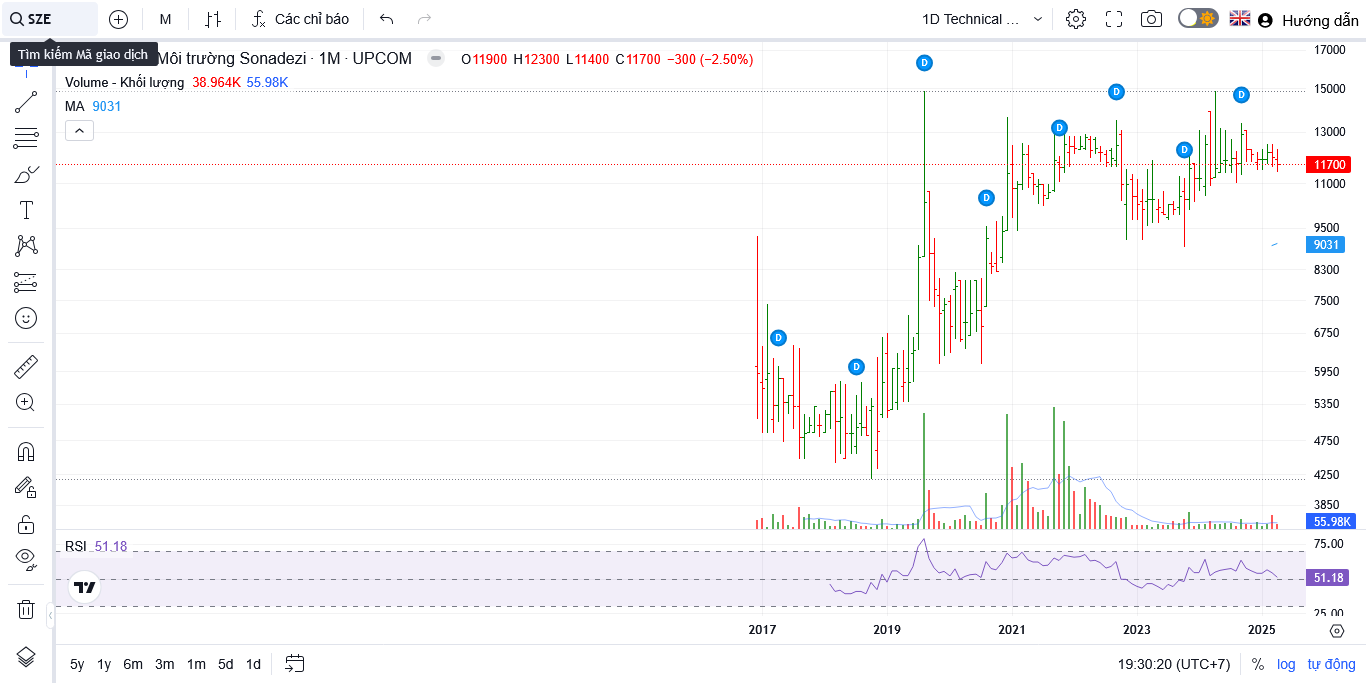 SZE
M
Các chỉ báo
1D Technical ...
Hướng dẫn
Tìm kiếm Mã giao dịch
Môi trường Sonadezi · 1M · UPCOM
O11900 H12300 L11400 C11700 −300 (−2.50%)
Volume - Khối lượng 38.964K 55.98K
MA 9031
D
D
D
D
D
D
D
D
17000
15000
13000
11700
11000
9500
9031
8300
7500
6750
5950
5350
4750
4250
3850
55.98K
RSI 51.18
75.00
51.18
25.00
2017 2019 2021 2023 2025
5y 1y 6m 3m 1m 5d 1d
19:30:20 (UTC+7)
% log tự động